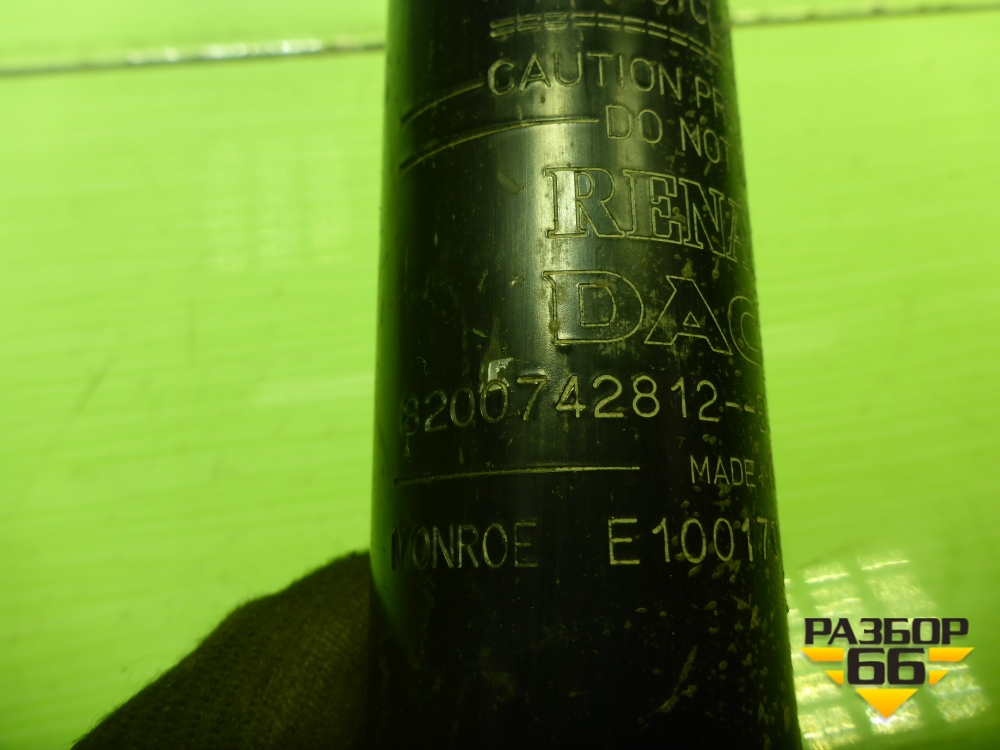 CAUTION PR
DO NOT
RENA
DAC
8200742812--
MADE
MONROE E10017
РАЗБОР
66